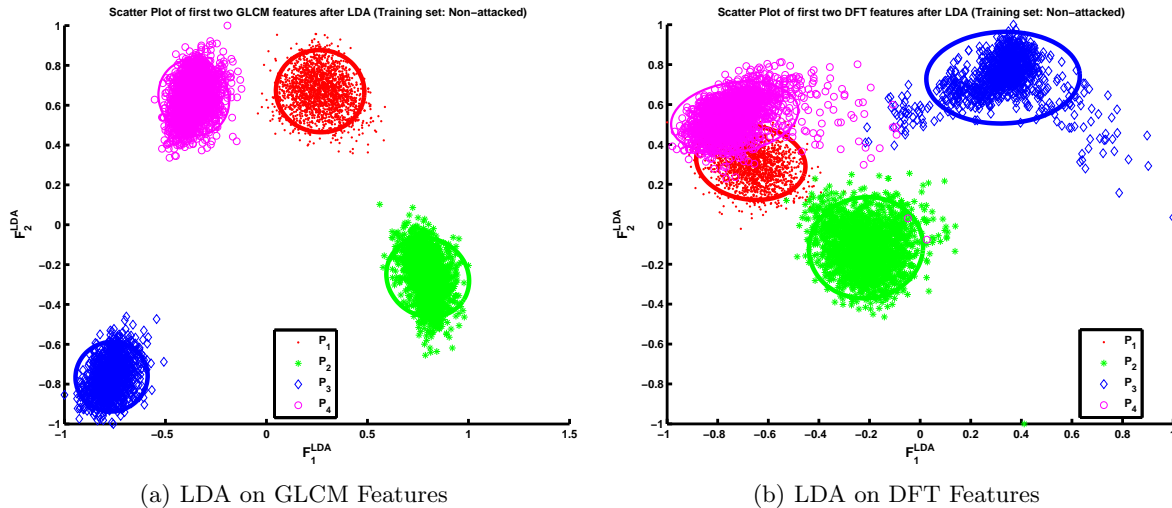 Scatter Plot of first two GLCM features after LDA (Training set: Non-attacked)
1
0.8
0.6
0.4
0.2
0
−0.2
−0.4
−0.6
−0.8
−1
F₂ᴸᴰᴬ
−1 −0.5 0 0.5 1 1.5
F₁ᴸᴰᴬ
P₁
P₂
P₃
P₄
(a) LDA on GLCM Features
Scatter Plot of first two DFT features after LDA (Training set: Non-attacked)
1
0.8
0.6
0.4
0.2
0
−0.2
−0.4
−0.6
−0.8
−1
F₂ᴸᴰᴬ
−1 −0.8 −0.6 −0.4 −0.2 0 0.2 0.4 0.6 0.8 1
F₁ᴸᴰᴬ
P₁
P₂
P₃
P₄
(b) LDA on DFT Features